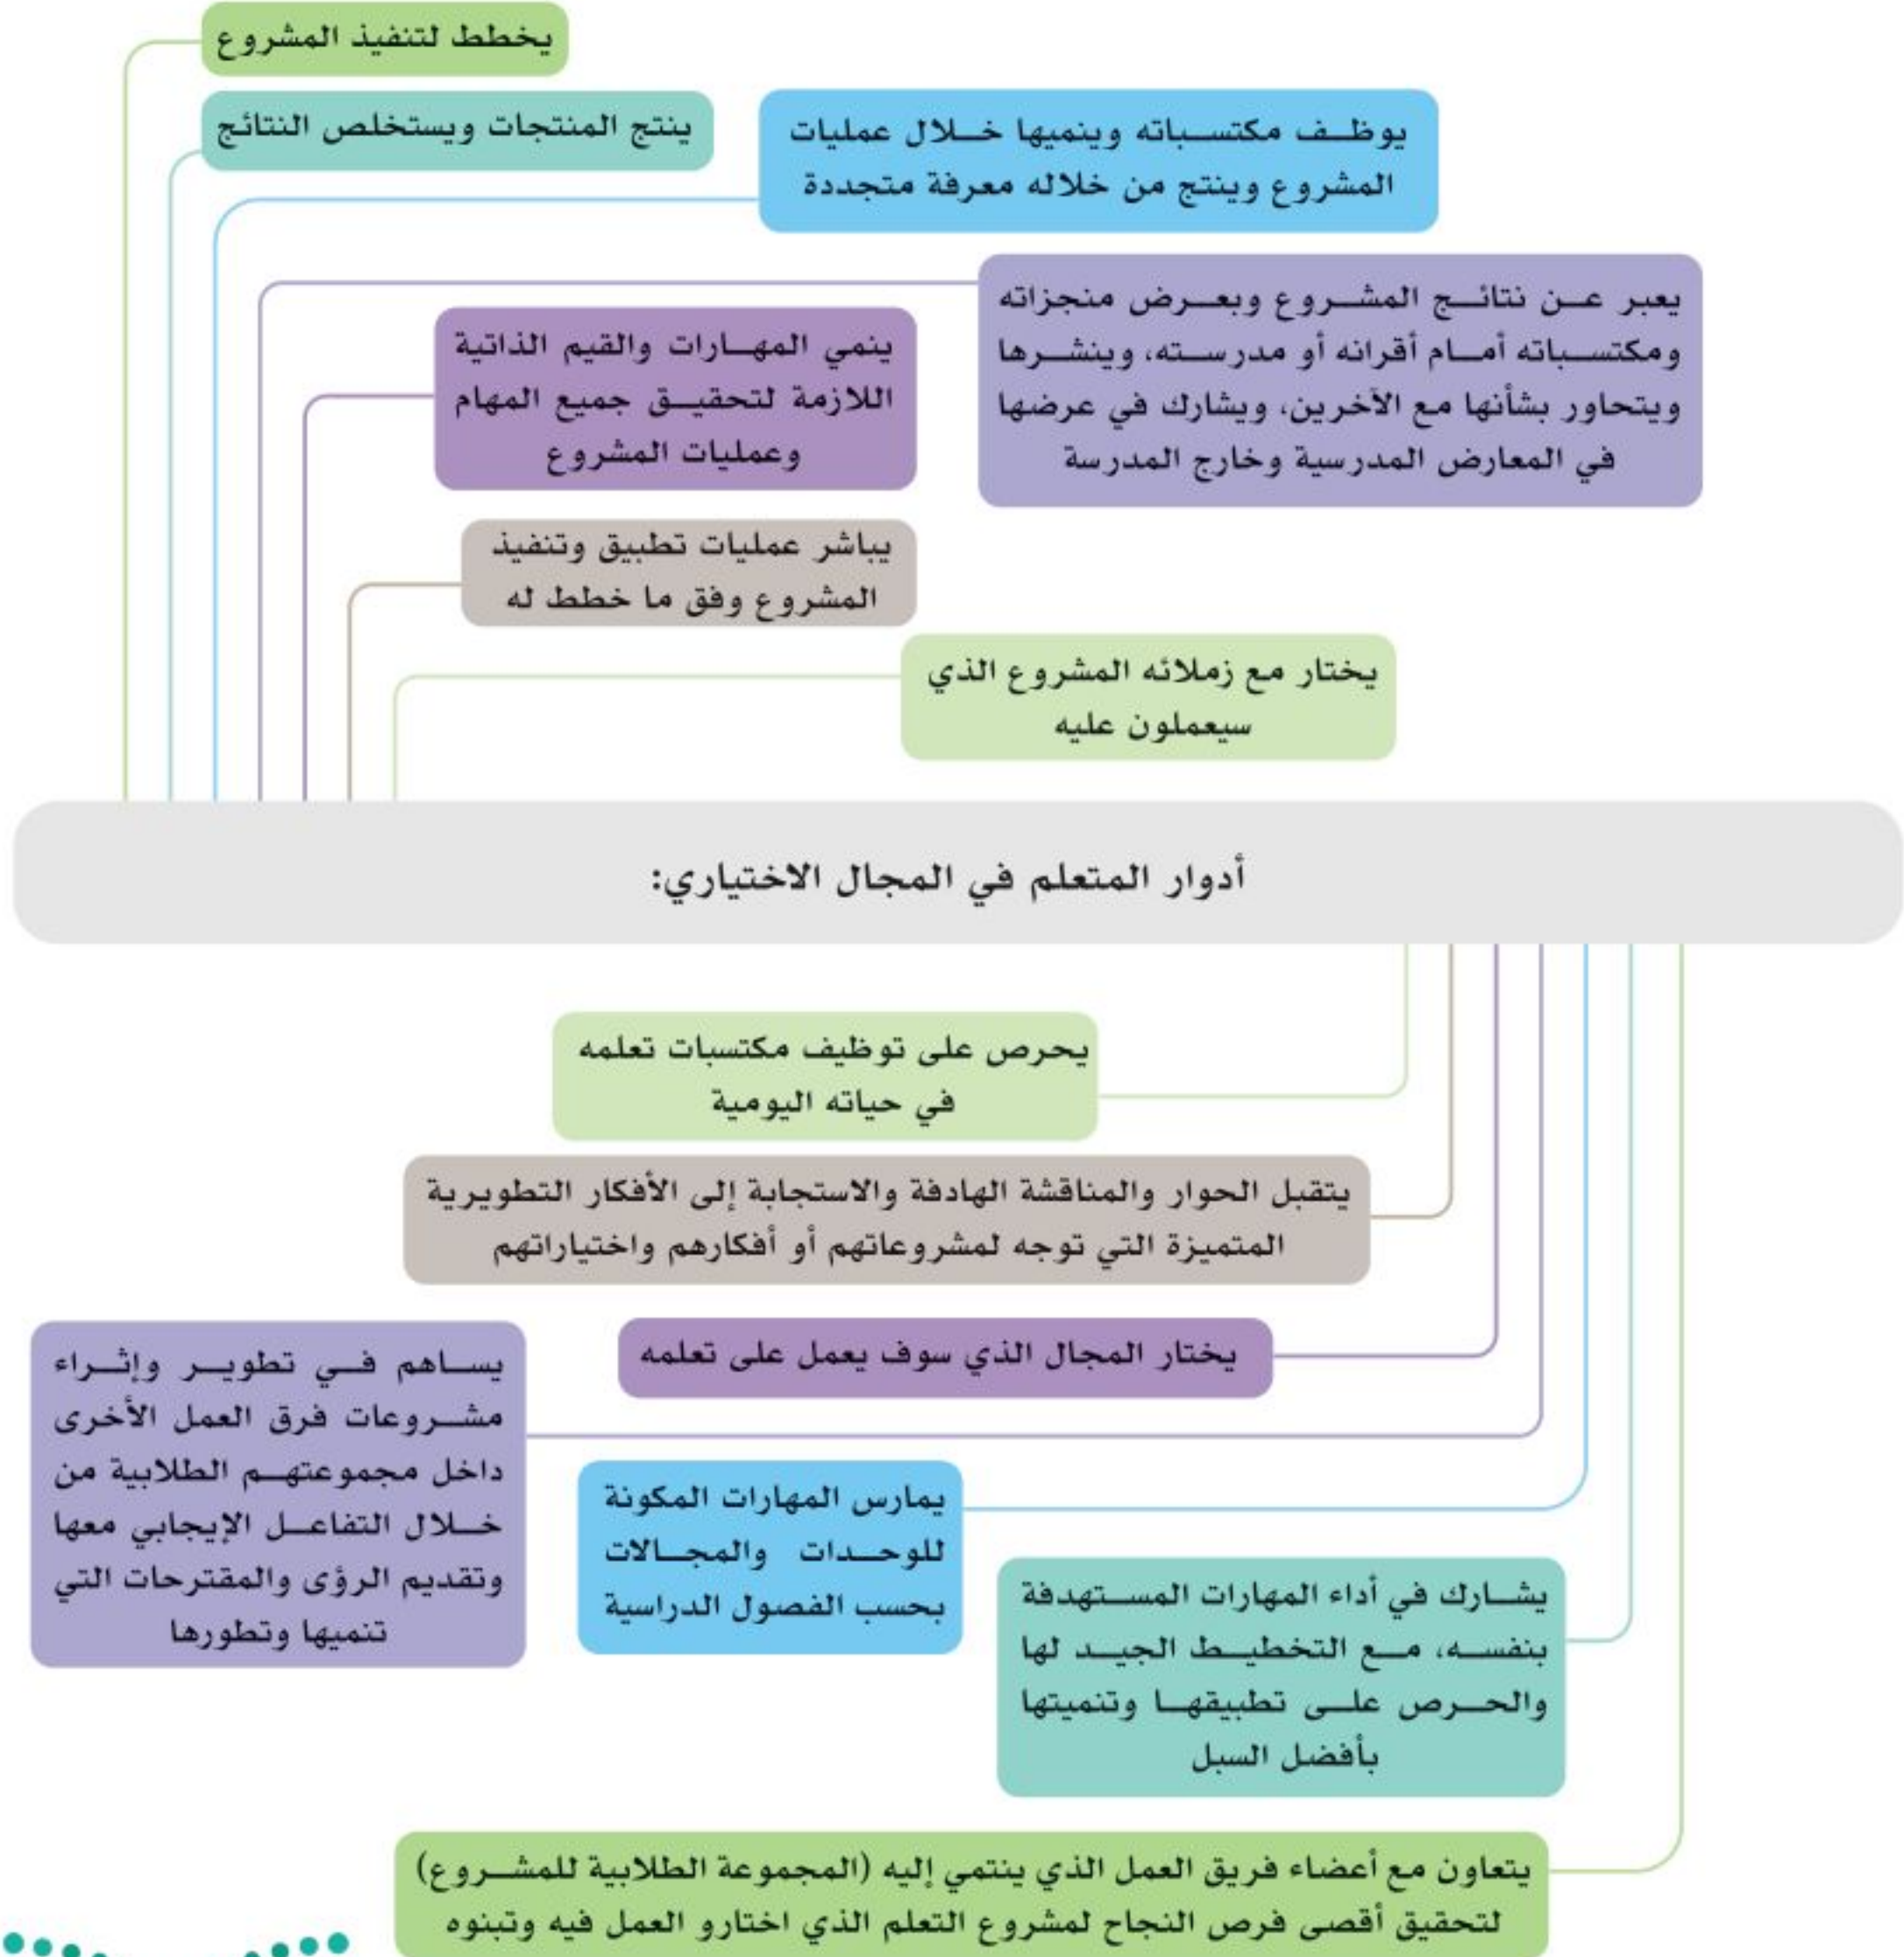 يخطط لتنفيذ المشروع
ينتج المنتجات ويستخلص النتائج
يوظف مكتسباته وينميها خلال عمليات
المشروع وينتج من خلاله معرفة متجددة
يعبر عن نتائج المشروع وبعرض منجزاته
ومكتسباته أمام أقرانه أو مدرسته، وينشرها
ويتحاور بشأنها مع الآخرين، ويشارك في عرضها
في المعارض المدرسية وخارج المدرسة
ينمي المهارات والقيم الذاتية
اللازمة لتحقيق جميع المهام
وعمليات المشروع
يباشر عمليات تطبيق وتنفيذ
المشروع وفق ما خطط له
يختار مع زملائه المشروع الذي
سيعملون عليه
أدوار المتعلم في المجال الاختياري:
يحرص على توظيف مكتسبات تعلمه
في حياته اليومية
يتقبل الحوار والمناقشة الهادفة والاستجابة إلى الأفكار التطويرية
المتميزة التي توجه لمشروعاتهم أو أفكارهم واختياراتهم
يختار المجال الذي سوف يعمل على تعلمه
يساهم في تطوير وإثراء
مشروعات فرق العمل الأخرى
داخل مجموعتهم الطلابية من
خلال التفاعل الإيجابي معها
وتقديم الرؤى والمقترحات التي
تنميها وتطورها
يمارس المهارات المكونة
للوحدات والمجالات
بحسب الفصول الدراسية
يشارك في أداء المهارات المستهدفة
بنفسه، مع التخطيط الجيد لها
والحرص على تطبيقها وتنميتها
بأفضل السبل
يتعاون مع أعضاء فريق العمل الذي ينتمي إليه (المجموعة الطلابية للمشروع)
لتحقيق أقصى فرص النجاح لمشروع التعلم الذي اختارو العمل فيه وتبنوه